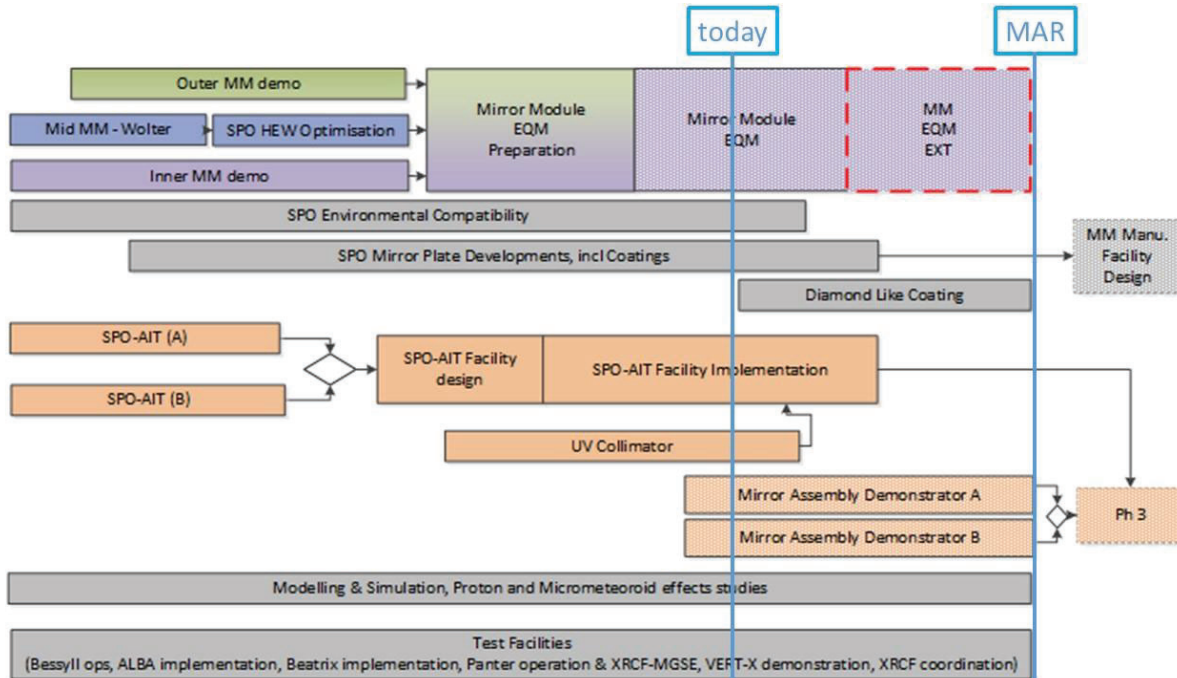 today
MAR
Outer MM demo
Mid MM - Wolter
SPO HEW Optimisation
Inner MM demo
Mirror Module
EQM
Preparation
Mirror Module
EQM
MM
EQM
EXT
SPO Environmental Compatibility
SPO Mirror Plate Developments, incl Coatings
MM Manu.
Facility
Design
Diamond Like Coating
SPO-AIT (A)
SPO-AIT (B)
SPO-AIT Facility
design
SPO-AIT Facility Implementation
UV Collimator
Mirror Assembly Demonstrator A
Mirror Assembly Demonstrator B
Ph 3
Modelling & Simulation, Proton and Micrometeoroid effects studies
Test Facilities
(BessyII ops, ALBA implementation, Beatrix implementation, Panter operation & XRCF-MGSE, VERT-X demonstration, XRCF coordination)